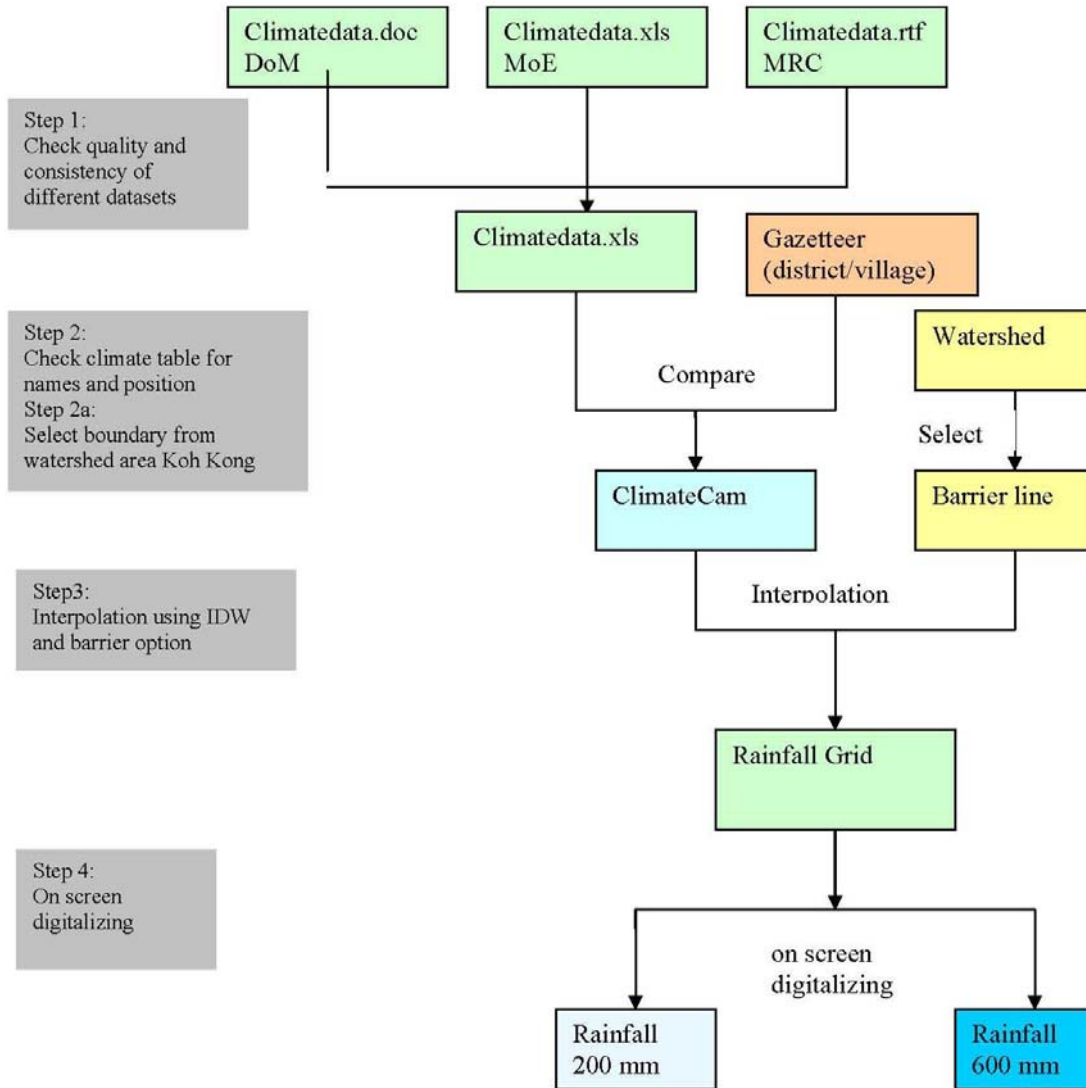 Climatedata.doc
DoM
Climatedata.xls
MoE
Climatedata.rtf
MRC
Step 1:
Check quality and
consistency of
different datasets
Climatedata.xls
Gazetteer
(district/village)
Step 2:
Check climate table for
names and position
Step 2a:
Select boundary from
watershed area Koh Kong
Watershed
Compare
Select
ClimateCam
Barrier line
Step3:
Interpolation using IDW
and barrier option
Interpolation
Rainfall Grid
Step 4:
On screen
digitalizing
on screen
digitalizing
Rainfall
200 mm
Rainfall
600 mm